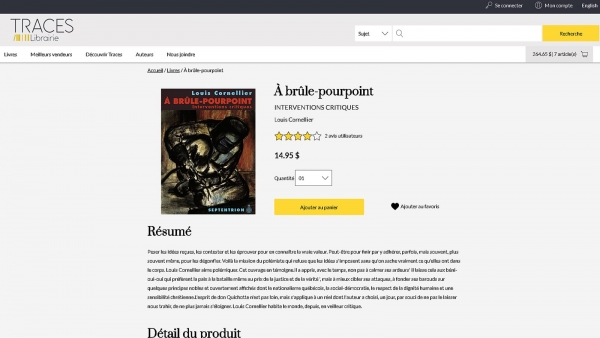 Se connecter
Mon compte
English
TRACES
Librairie
Sujet
Recherche
Livres
Meilleurs vendeurs
Découvrir Traces
Auteurs
Nous joindre
264.65 $ | 7 article(s)
Accueil / Livres / À brûle-pourpoint
Louis Cornellier
À BRÛLE-POURPOINT
interventions critiques
SEPTENTRION
À brûle-pourpoint
INTERVENTIONS CRITIQUES
Louis Cornellier
2 avis utilisateurs
14.95 $
Quantité
01
Ajouter au panier
Ajouter au favoris
Résumé
Peser les idées reçues, les contester et les éprouver pour en connaître la vraie valeur. Peut-être pour finir par y adhérer, parfois, mais souvent, plus
souvent même, pour les dégonfler. Voilà la mission du polémiste qui refuse que les idées s'imposent avec qu'on sache vraiment ce qu'elles ont dans
le corps. Louis Cornellier aime polémiquer. Cet ouvrage en témoigne. Il a appris, avec le temps, non pas à calmer ses ardeurs' Il laisse cela aux béni-
oui-oui qui préfèrent la paix à la bataille même au prix de la justice et de la vérité', mais à mieux cibler ses attaques, à fonder ses barouds sur
quelques principes nobles et ouvertement affichés dont le nationalisme québécois, la social-démocratie, le respect de la dignité humaine et une
sensibilité chrétienne. L'esprit de don Quichotte n'est pas loin, mais s'applique à un réel dont l'auteur a choisi, un jour, par souci de ne pas le laisser
nous trahir, de ne plus jamais s'éloigner. Louis Cornellier habite le monde, depuis, en veilleur critique.
Détail du produit